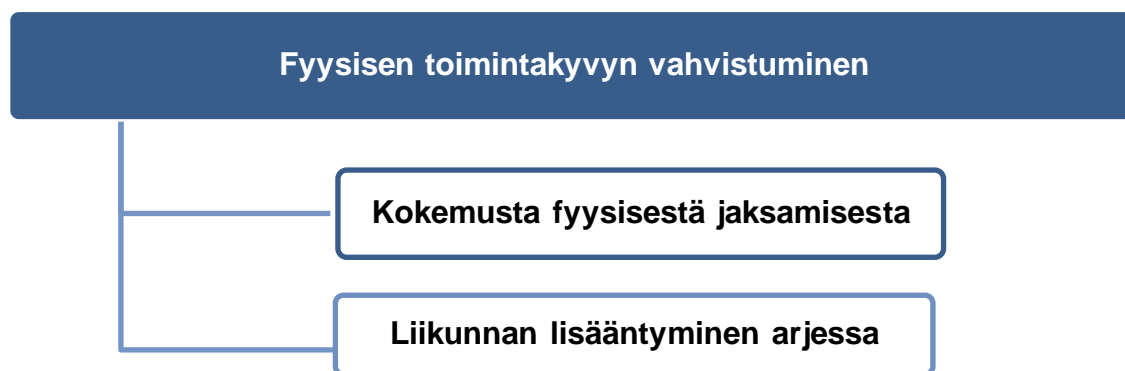 Fyysisen toimintakyvyn vahvistuminen
Kokemusta fyysisestä jaksamisesta
Liikunnan lisääntyminen arjessa